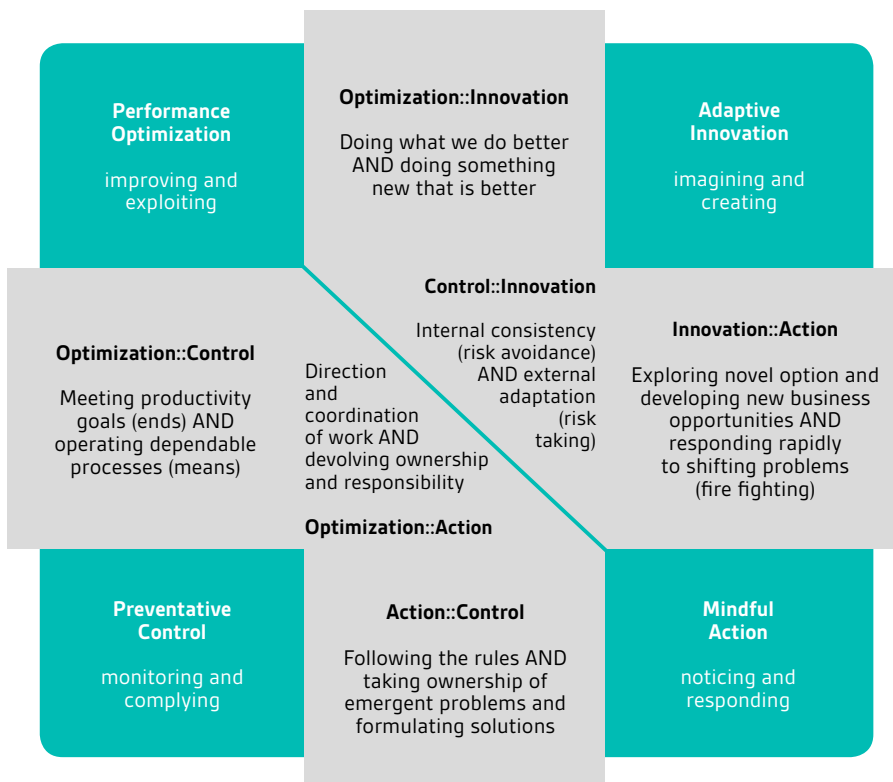 Performance
Optimization
improving and
exploiting
Optimization::Innovation
Doing what we do better
AND doing something
new that is better
Adaptive
Innovation
imagining and
creating
Optimization::Control
Meeting productivity
goals (ends) AND
operating dependable
processes (means)
Control::Innovation
Internal consistency
(risk avoidance)
AND external
adaptation
(risk
taking)
Direction
and
coordination
of work AND
devolving ownership
and responsibility
Optimization::Action
Innovation::Action
Exploring novel option and
developing new business
opportunities AND
responding rapidly
to shifting problems
(fire fighting)
Preventative
Control
monitoring and
complying
Action::Control
Following the rules AND
taking ownership of
emergent problems and
formulating solutions
Mindful
Action
noticing and
responding